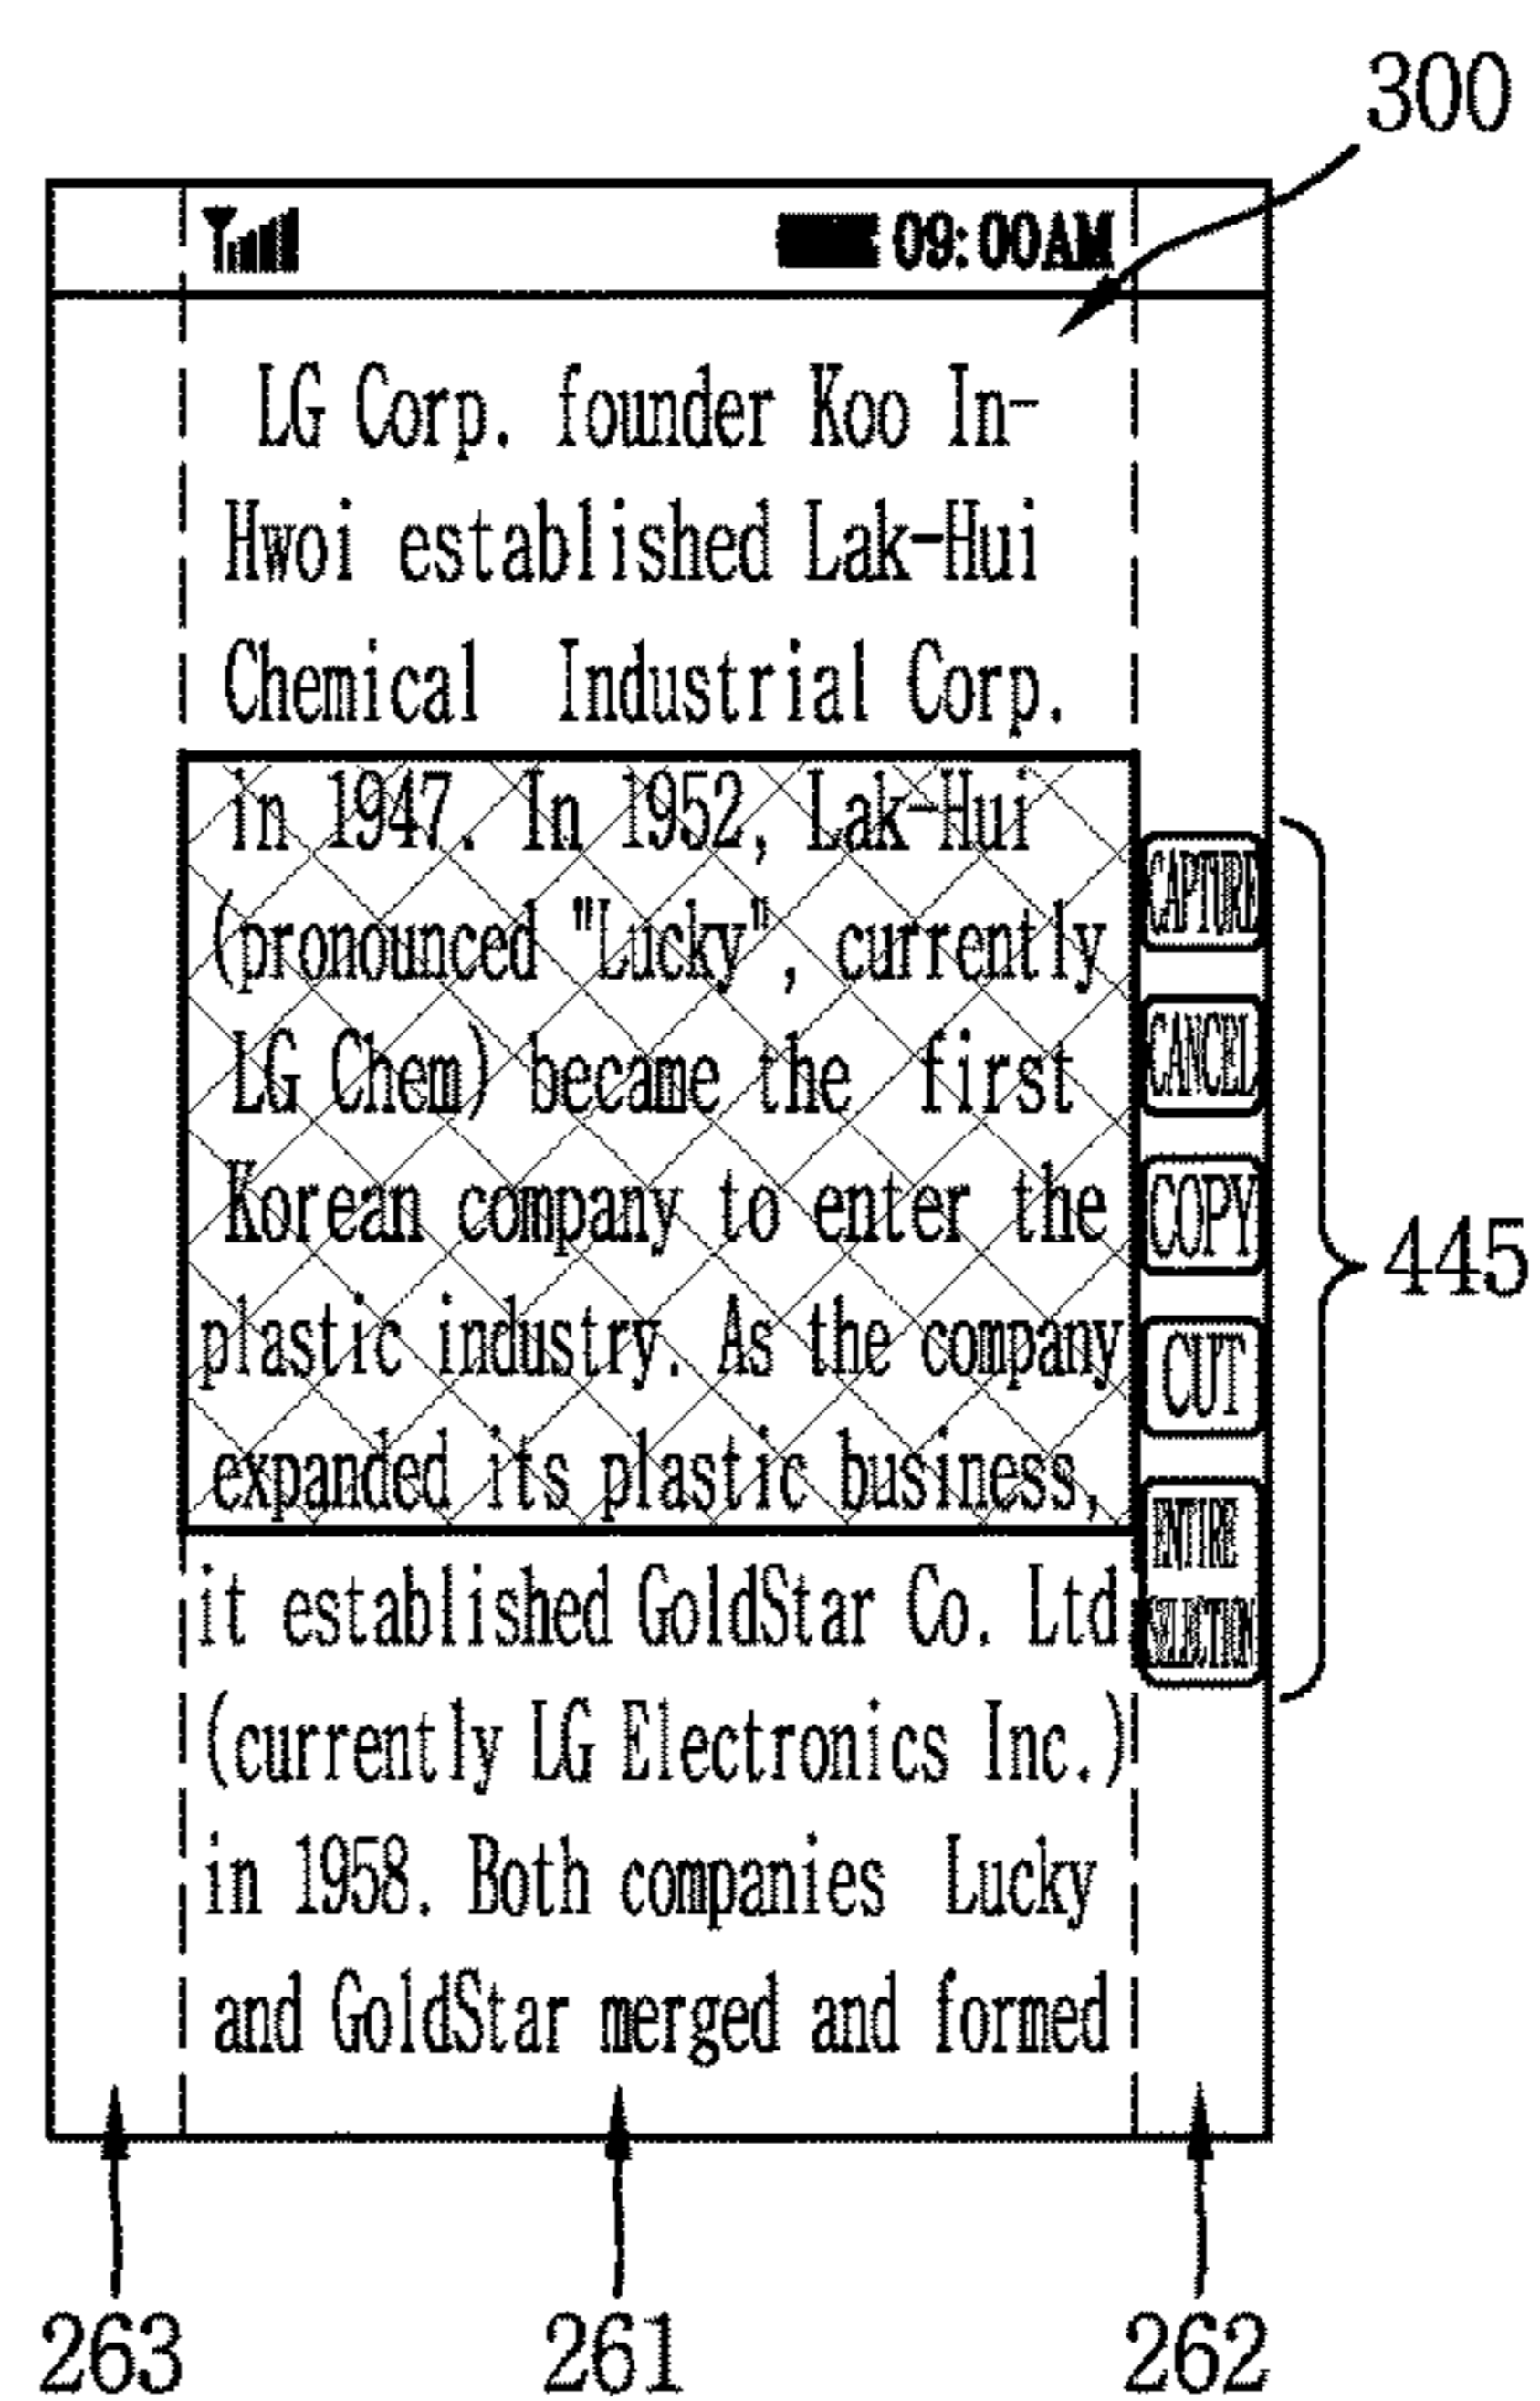 300
09:00AM
LG Corp. founder Koo In-
Hwoi established Lak-Hui
Chemical Industrial Corp.
in 1947. In 1952, Lak-Hui
(pronounced "Lucky", currently
LG Chem) became the first
Korean company to enter the
plastic industry. As the company
expanded its plastic business,
it established GoldStar Co. Ltd
(currently LG Electronics Inc.)
in 1958. Both companies Lucky
and GoldStar merged and formed
CAPTURE
CANCEL
COPY
CUT
ENTIRE
SELECTION
445
263
261
262